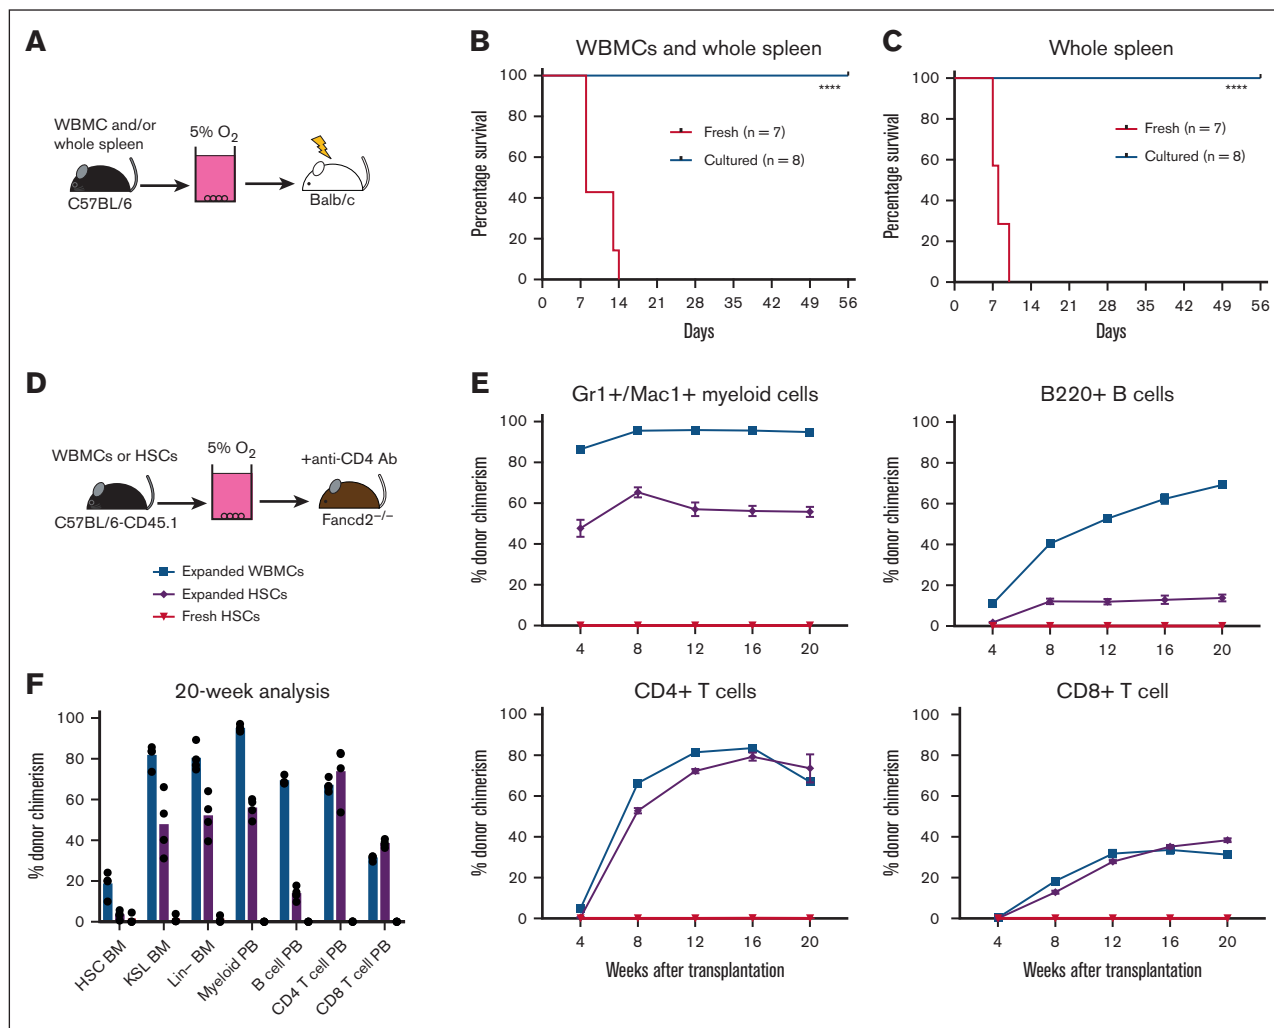 A
WBMC and/or
whole spleen
5% O2
C57BL/6
Balb/c
B
WBMCs and whole spleen
Percentage survival
100
80
60
40
20
0
****
Fresh (n = 7)
Cultured (n = 8)
0 7 14 21 28 35 42 49 56
Days
C
Whole spleen
Percentage survival
100
80
60
40
20
0
****
Fresh (n = 7)
Cultured (n = 8)
0 7 14 21 28 35 42 49 56
Days
D
WBMCs or HSCs
5% O2
+anti-CD4 Ab
C57BL/6-CD45.1
Fancd2−/−
Expanded WBMCs
Expanded HSCs
Fresh HSCs
E
Gr1+/Mac1+ myeloid cells
% donor chimerism
100
80
60
40
20
0
4 8 12 16 20
B220+ B cells
% donor chimerism
100
80
60
40
20
0
4 8 12 16 20
CD4+ T cells
% donor chimerism
100
80
60
40
20
0
4 8 12 16 20
Weeks after transplantation
CD8+ T cell
% donor chimerism
100
80
60
40
20
0
4 8 12 16 20
Weeks after transplantation
F
20-week analysis
% donor chimerism
100
80
60
40
20
0
HSC BM
KSL BM
Lin− BM
Myeloid PB
B cell PB
CD4 T cell PB
CD8 T cell PB